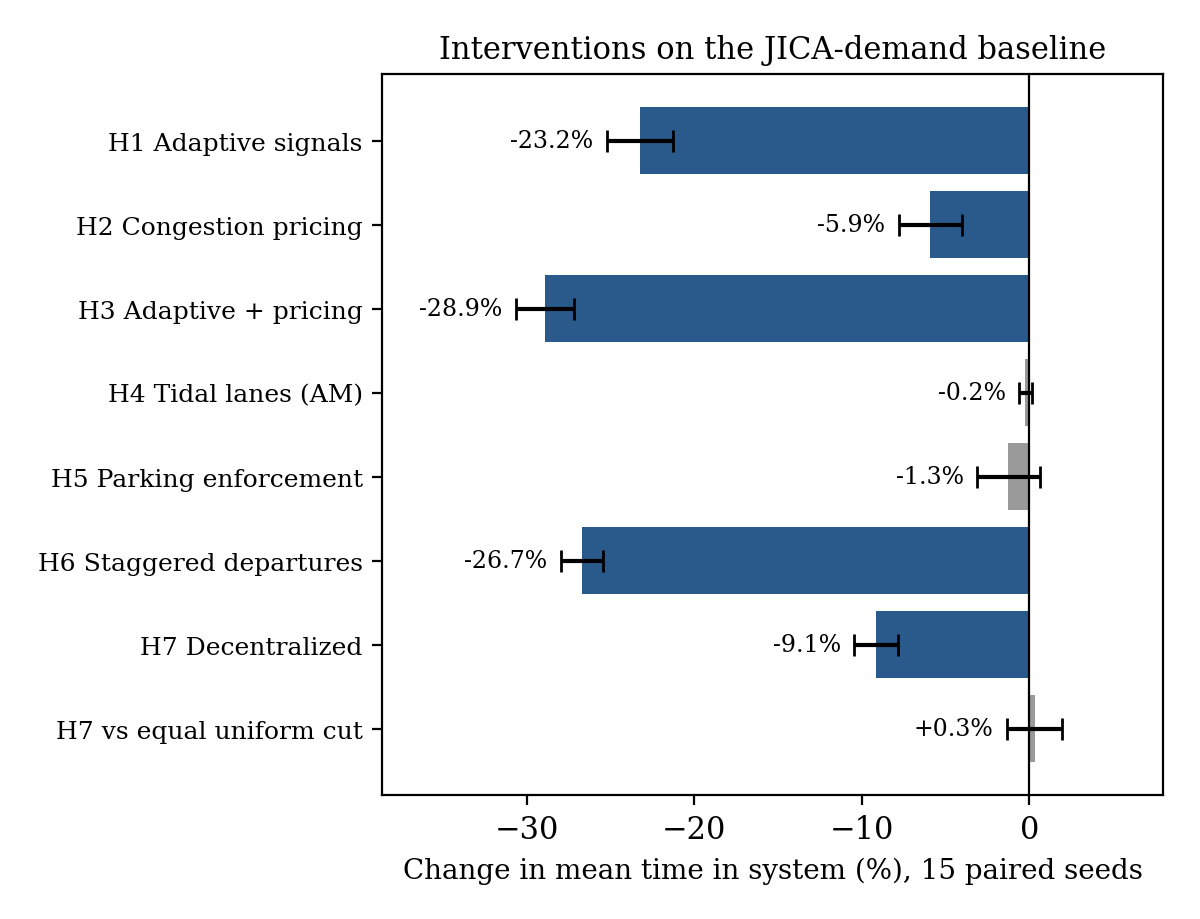 Interventions on the JICA-demand baseline
H1 Adaptive signals
-23.2%
H2 Congestion pricing
-5.9%
H3 Adaptive + pricing
-28.9%
H4 Tidal lanes (AM)
-0.2%
H5 Parking enforcement
-1.3%
H6 Staggered departures
-26.7%
H7 Decentralized
-9.1%
H7 vs equal uniform cut
+0.3%
−30 −20 −10 0
Change in mean time in system (%), 15 paired seeds